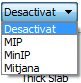 Desactivat
Desactivat
MIP
MinIP
Mitjana
Thick Slab